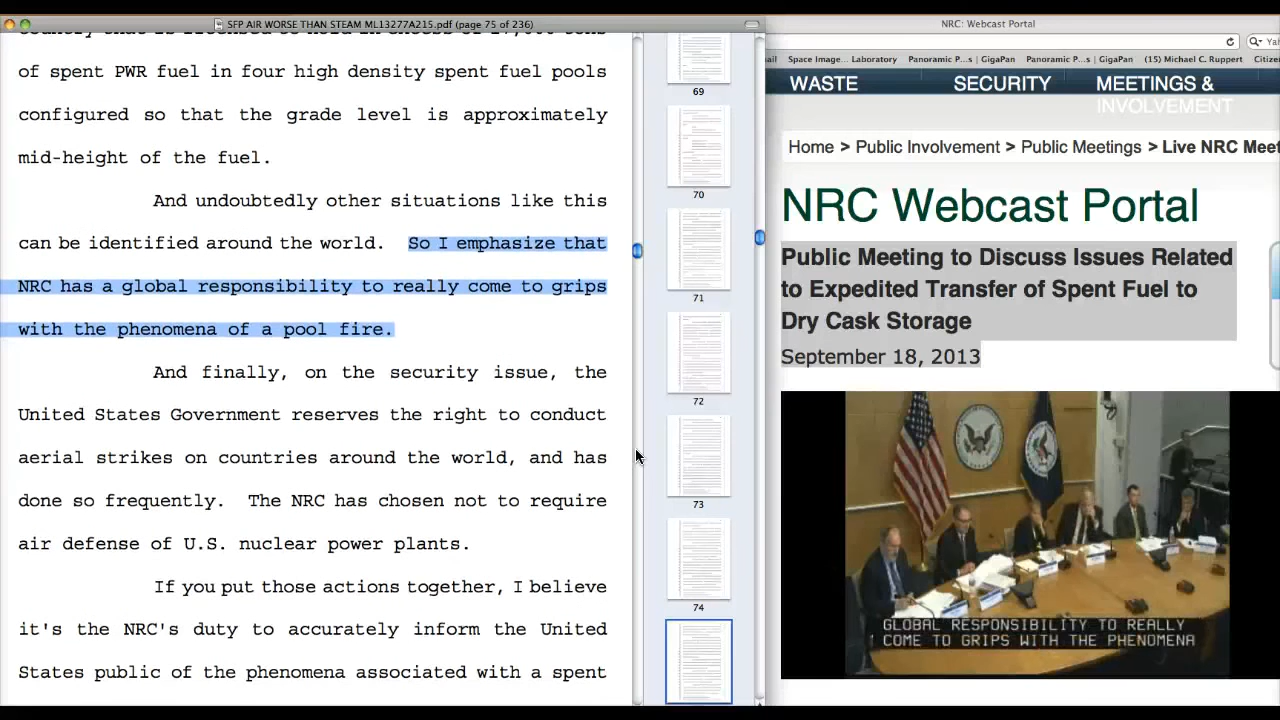 SFP AIR WORSE THAN STEAM ML13277A215.pdf (page 75 of 236)
of spent PWR fuel in four high density spent fuel pools
configured so that the grade level is approximately
mid-height of the fuel.
And undoubtedly other situations like this
can be identified around the world. So I emphasize that
NRC has a global responsibility to really come to grips
with the phenomena of a pool fire.
And finally, on the security issue, the
United States Government reserves the right to conduct
aerial strikes on countries around the world, and has
done so frequently. The NRC has chosen not to require
air defense of U.S. nuclear power plants.
If you put those actions together, I believe
it's the NRC's duty to accurately inform the United
States public of the phenomena associated with a spent
69
70
71
72
73
74
NRC: Webcast Portal
Space Image... Laboratory Panoramic ... | GigaPan Panoramic P...s | GigaPan (15) Michael C. Ruppert Citizen
WASTE SECURITY MEETINGS &
INVOLVEMENT
Home > Public Involvement > Public Meetings > Live NRC Meet
NRC Webcast Portal
Public Meeting to Discuss Issues Related
to Expedited Transfer of Spent Fuel to
Dry Cask Storage
September 18, 2013
GLOBAL RESPONSIBILITY TO REALLY
COME TO GRIPS WITH THE PHENOMENA